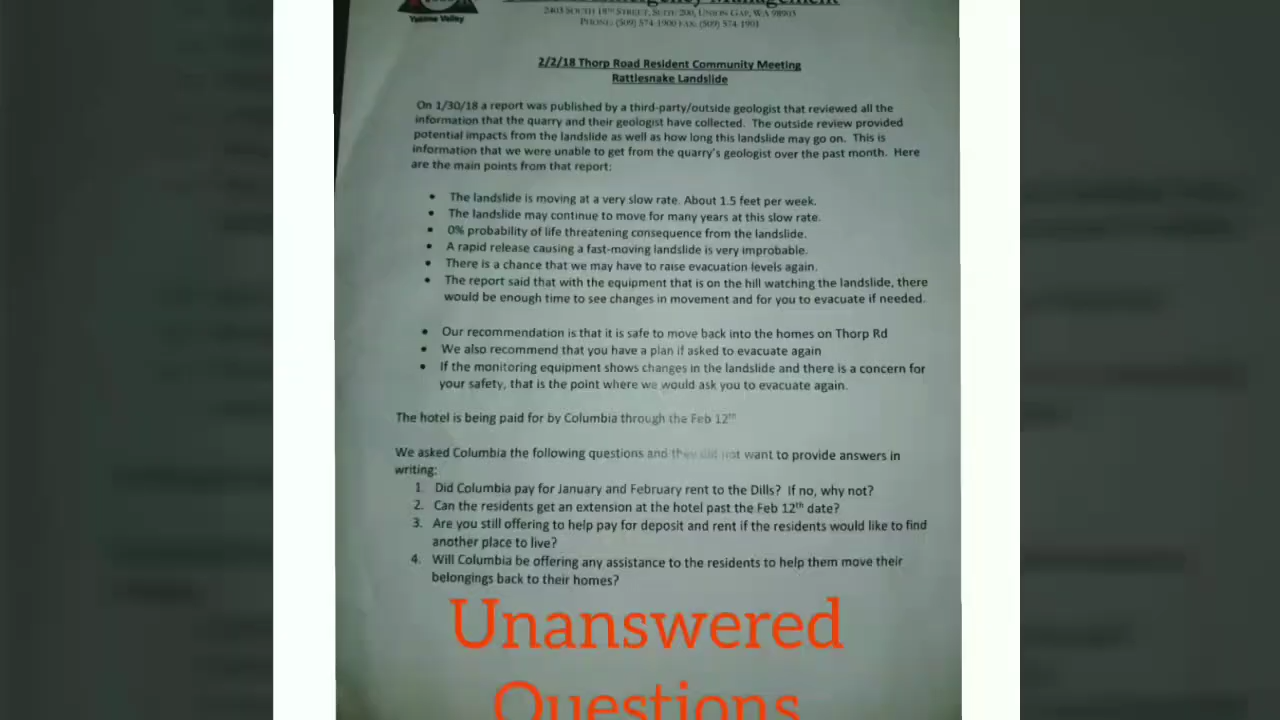 Yakima Valley
Emergency Management
2403 SOUTH 18TH STREET, SUITE 200, UNION GAP, WA 98903
PHONE: (509) 574-1900 FAX: (509) 574-1901
2/2/18 Thorp Road Resident Community Meeting
Rattlesnake Landslide
On 1/30/18 a report was published by a third-party/outside geologist that reviewed all the
information that the quarry and their geologist have collected. The outside review provided
potential impacts from the landslide as well as how long this landslide may go on. This is
information that we were unable to get from the quarry's geologist over the past month. Here
are the main points from that report:
• The landslide is moving at a very slow rate. About 1.5 feet per week.
• The landslide may continue to move for many years at this slow rate.
• 0% probability of life threatening consequence from the landslide.
• A rapid release causing a fast-moving landslide is very improbable.
• There is a chance that we may have to raise evacuation levels again.
• The report said that with the equipment that is on the hill watching the landslide, there
would be enough time to see changes in movement and for you to evacuate if needed.
• Our recommendation is that it is safe to move back into the homes on Thorp Rd
• We also recommend that you have a plan if asked to evacuate again
• If the monitoring equipment shows changes in the landslide and there is a concern for
your safety, that is the point where we would ask you to evacuate again.
The hotel is being paid for by Columbia through the Feb 12th
We asked Columbia the following questions and they did not want to provide answers in
writing:
1. Did Columbia pay for January and February rent to the Dills? If no, why not?
2. Can the residents get an extension at the hotel past the Feb 12th date?
3. Are you still offering to help pay for deposit and rent if the residents would like to find
another place to live?
4. Will Columbia be offering any assistance to the residents to help them move their
belongings back to their homes?
Unanswered
Questions